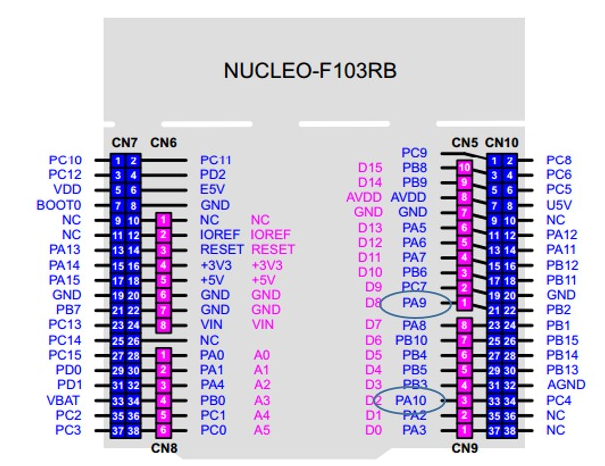 NUCLEO-F103RB
CN7 CN6 CN5 CN10
PC9
PC10 1 2 PC11 D15 PB8 10 1 2 PC8
PC12 3 4 PD2 D14 PB9 9 3 4 PC6
VDD 5 6 E5V AVDD AVDD 8 5 6 PC5
BOOT0 7 8 GND GND GND 7 7 8 U5V
NC 9 10 1 NC NC D13 PA5 6 9 10 NC
NC 11 12 2 IOREF IOREF D12 PA6 5 11 12 PA12
PA13 13 14 3 RESET RESET D11 PA7 4 13 14 PA11
PA14 15 16 4 +3V3 +3V3 D10 PB6 3 15 16 PB12
PA15 17 18 5 +5V +5V D9 PC7 2 17 18 PB11
GND 19 20 6 GND GND D8 PA9 1 19 20 GND
PB7 21 22 7 GND GND 21 22 PB2
PC13 23 24 8 VIN VIN D7 PA8 8 23 24 PB1
PC14 25 26 NC D6 PB10 7 25 26 PB15
PC15 27 28 1 PA0 A0 D5 PB4 6 27 28 PB14
PD0 29 30 2 PA1 A1 D4 PB5 5 29 30 PB13
PD1 31 32 3 PA4 A2 D3 PB3 4 31 32 AGND
VBAT 33 34 4 PB0 A3 D2 PA10 3 33 34 PC4
PC2 35 36 5 PC1 A4 D1 PA2 2 35 36 NC
PC3 37 38 6 PC0 A5 D0 PA3 1 37 38 NC
CN8 CN9